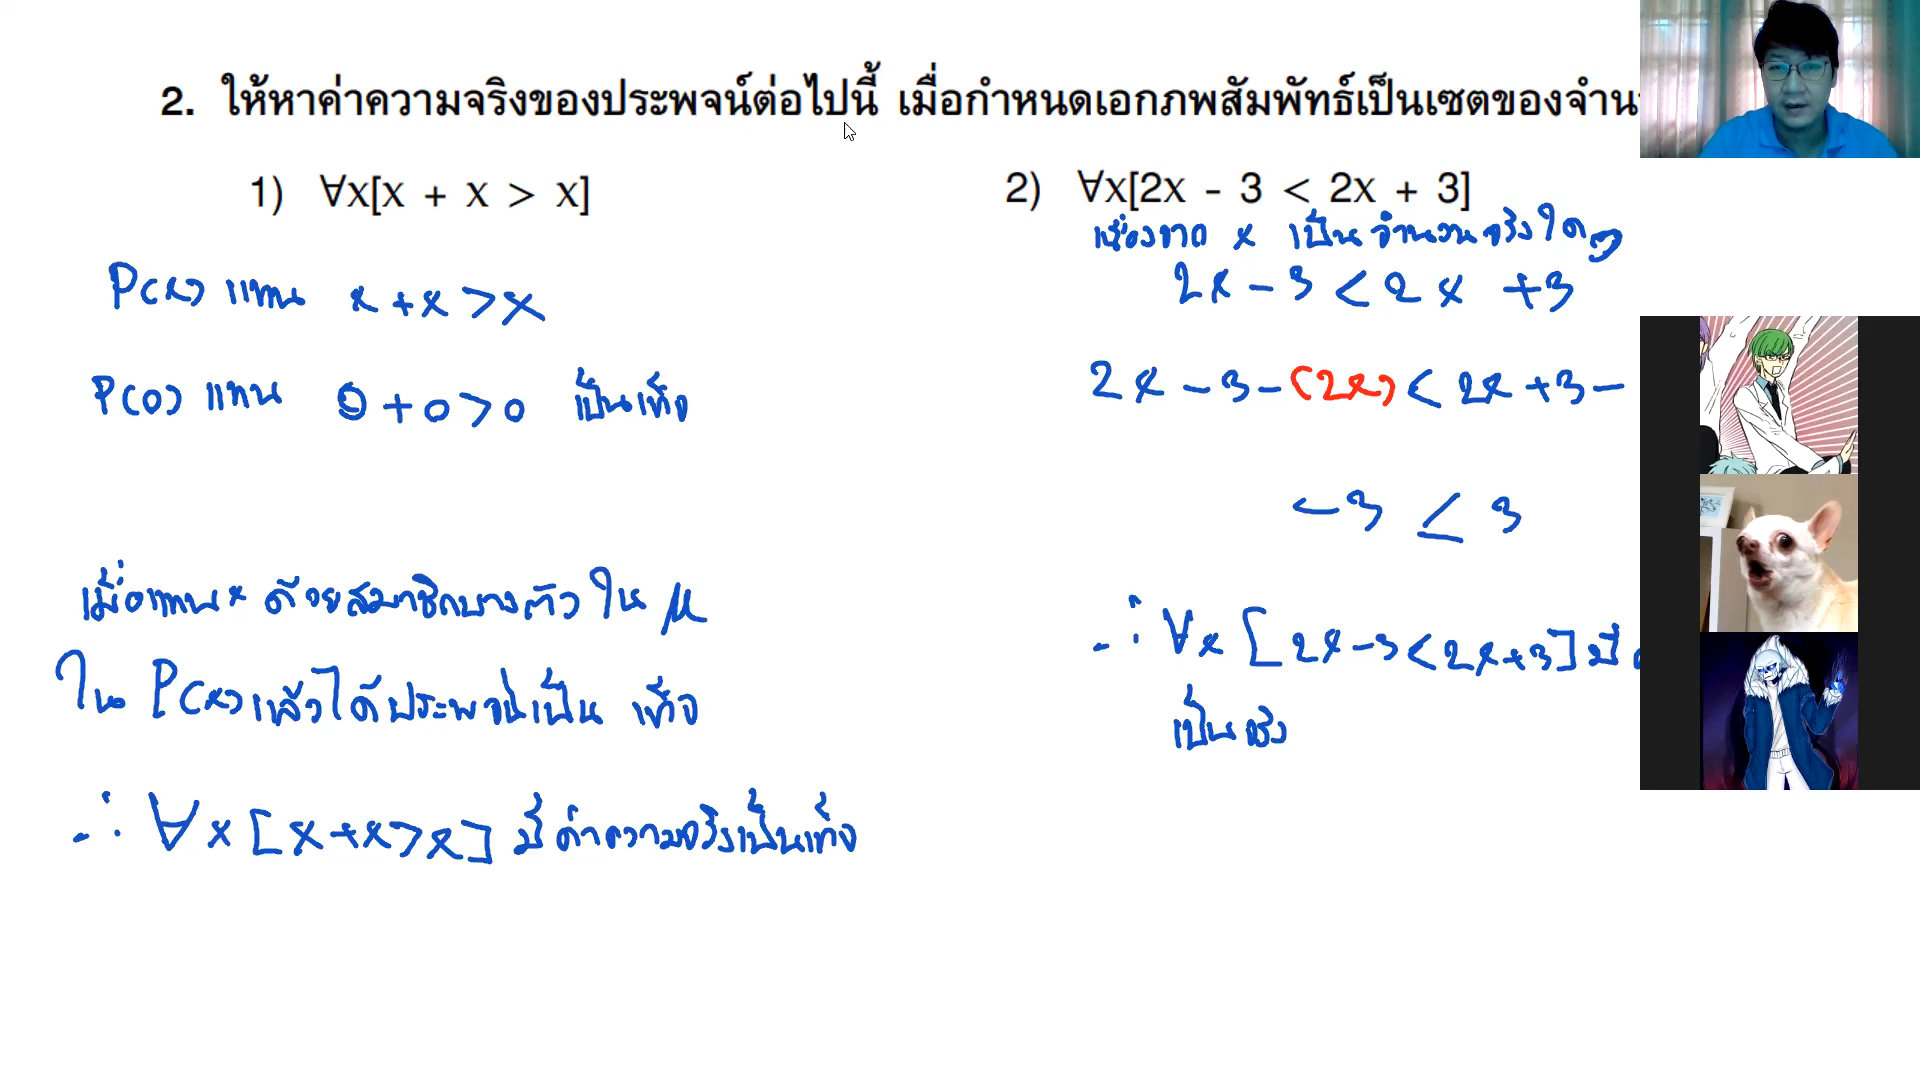 2. ให้หาค่าความจริงของประพจน์ต่อไปนี้ เมื่อกำหนดเอกภพสัมพัทธ์เป็นเซตของจำน
1) ∀x[x + x > x]
P(x) แทน x + x > x
P(0) แทน 0 + 0 > 0 เป็นเท็จ
เมื่อแทน x ด้วยสมาชิกบางตัว ใน μ
ใน P(x) แล้วได้ประพจน์เป็น เท็จ
∴ ∀x [x + x > x] มีค่าความจริงเป็นเท็จ
2) ∀x[2x - 3 < 2x + 3]
เนื่องจาก x เป็นจำนวนจริงใดๆ
2x - 3 < 2x + 3
2x - 3 - (2x) < 2x + 3 -
-3 ≤ 3
∴ ∀x [2x - 3 < 2x + 3] มี
เป็นจริง